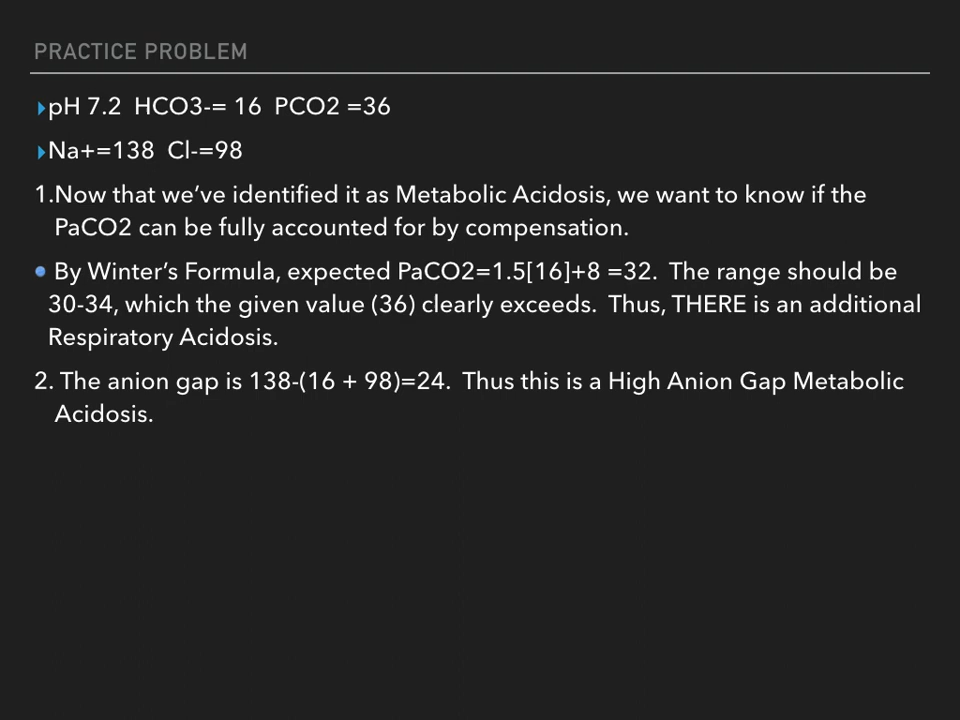 PRACTICE PROBLEM
pH 7.2 HCO3-= 16 PCO2 =36
Na+=138 Cl-=98
1.Now that we’ve identified it as Metabolic Acidosis, we want to know if the
PaCO2 can be fully accounted for by compensation.
By Winter’s Formula, expected PaCO2=1.5[16]+8 =32. The range should be
30-34, which the given value (36) clearly exceeds. Thus, THERE is an additional
Respiratory Acidosis.
2. The anion gap is 138-(16 + 98)=24. Thus this is a High Anion Gap Metabolic
Acidosis.